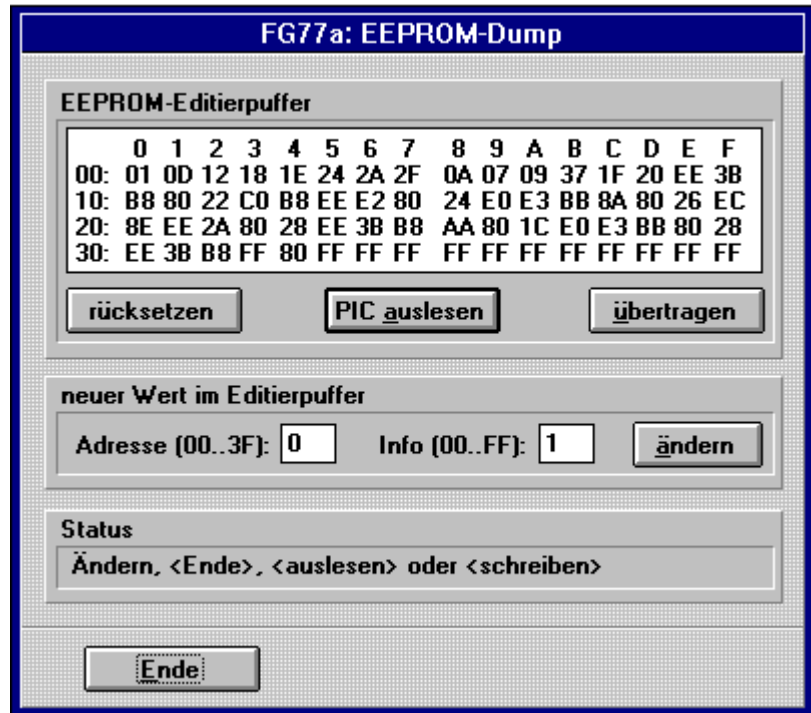 FG77a: EEPROM-Dump
EEPROM-Editierpuffer
0 1 2 3 4 5 6 7 8 9 A B C D E F
00: 01 0D 12 18 1E 24 2A 2F 0A 07 09 37 1F 20 EE 3B
10: B8 80 22 C0 B8 EE E2 80 24 E0 E3 BB 8A 80 26 EC
20: 8E EE 2A 80 28 EE 3B B8 AA 80 1C E0 E3 BB 80 28
30: EE 3B B8 FF 80 FF FF FF FF FF FF FF FF FF FF FF
rücksetzen PIC auslesen übertragen
neuer Wert im Editierpuffer
Adresse (00..3F): 0 Info (00..FF): 1 ändern
Status
Ändern, <Ende>, <auslesen> oder <schreiben>
Ende